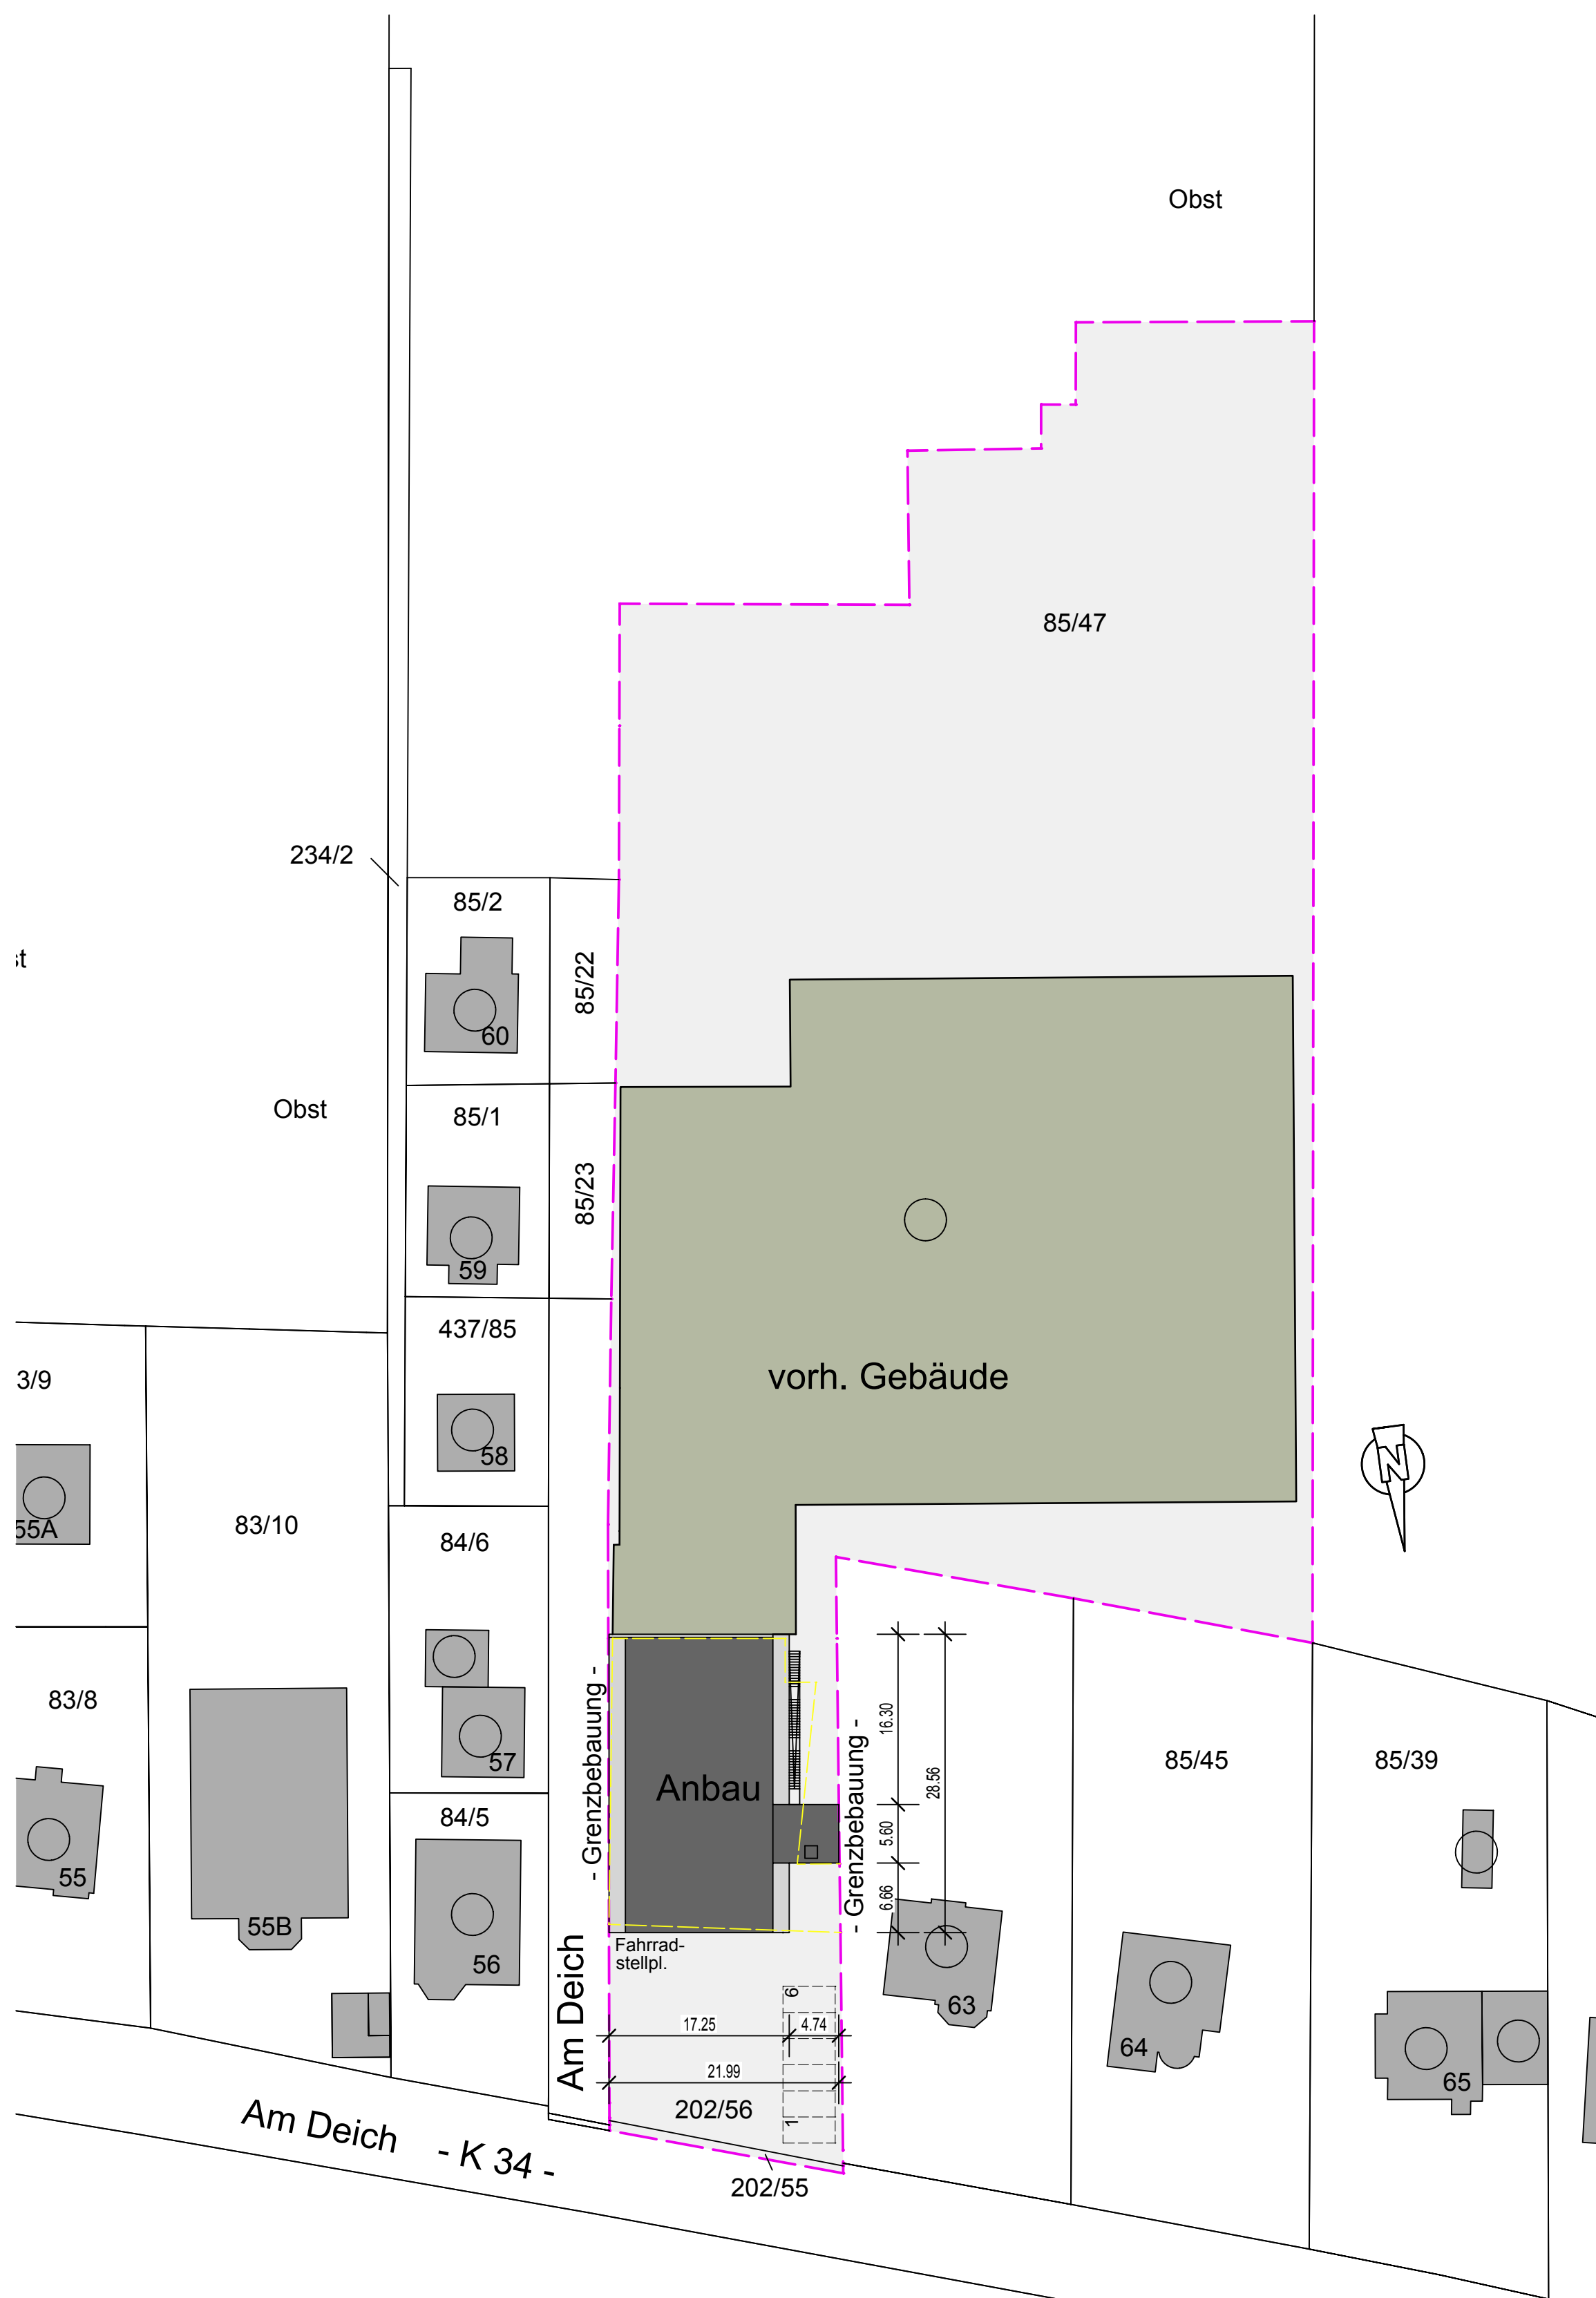 Obst
85/47
234/2
85/2
85/22
60
Obst
85/1
85/23
59
437/85
vorh. Gebäude
3/9
58
N
55A
83/10
84/6
- Grenzbebauung -
16.30
83/8
57
Anbau
- Grenzbebauung -
28.56
85/45
85/39
84/5
5.60
55
6.66
55B
56
Fahrrad-
stellpl.
Am Deich
6
63
17.25
4.74
64
21.99
65
202/56
1
Am Deich - K 34 -
202/55